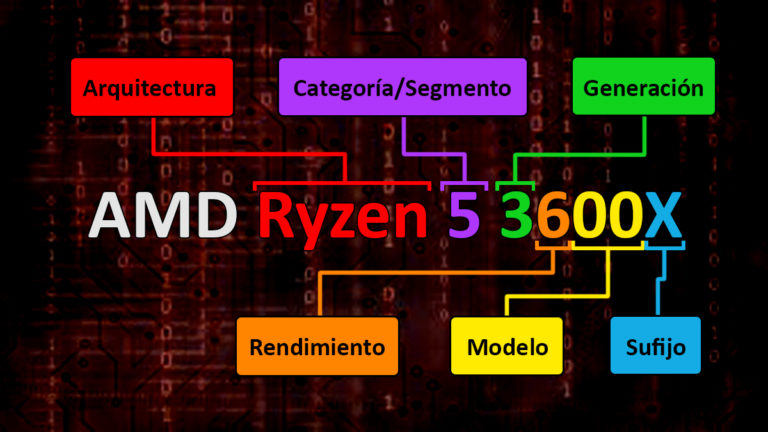 Arquitectura
Categoría/Segmento
Generación
AMD Ryzen 5 3600X
Rendimiento
Modelo
Sufijo